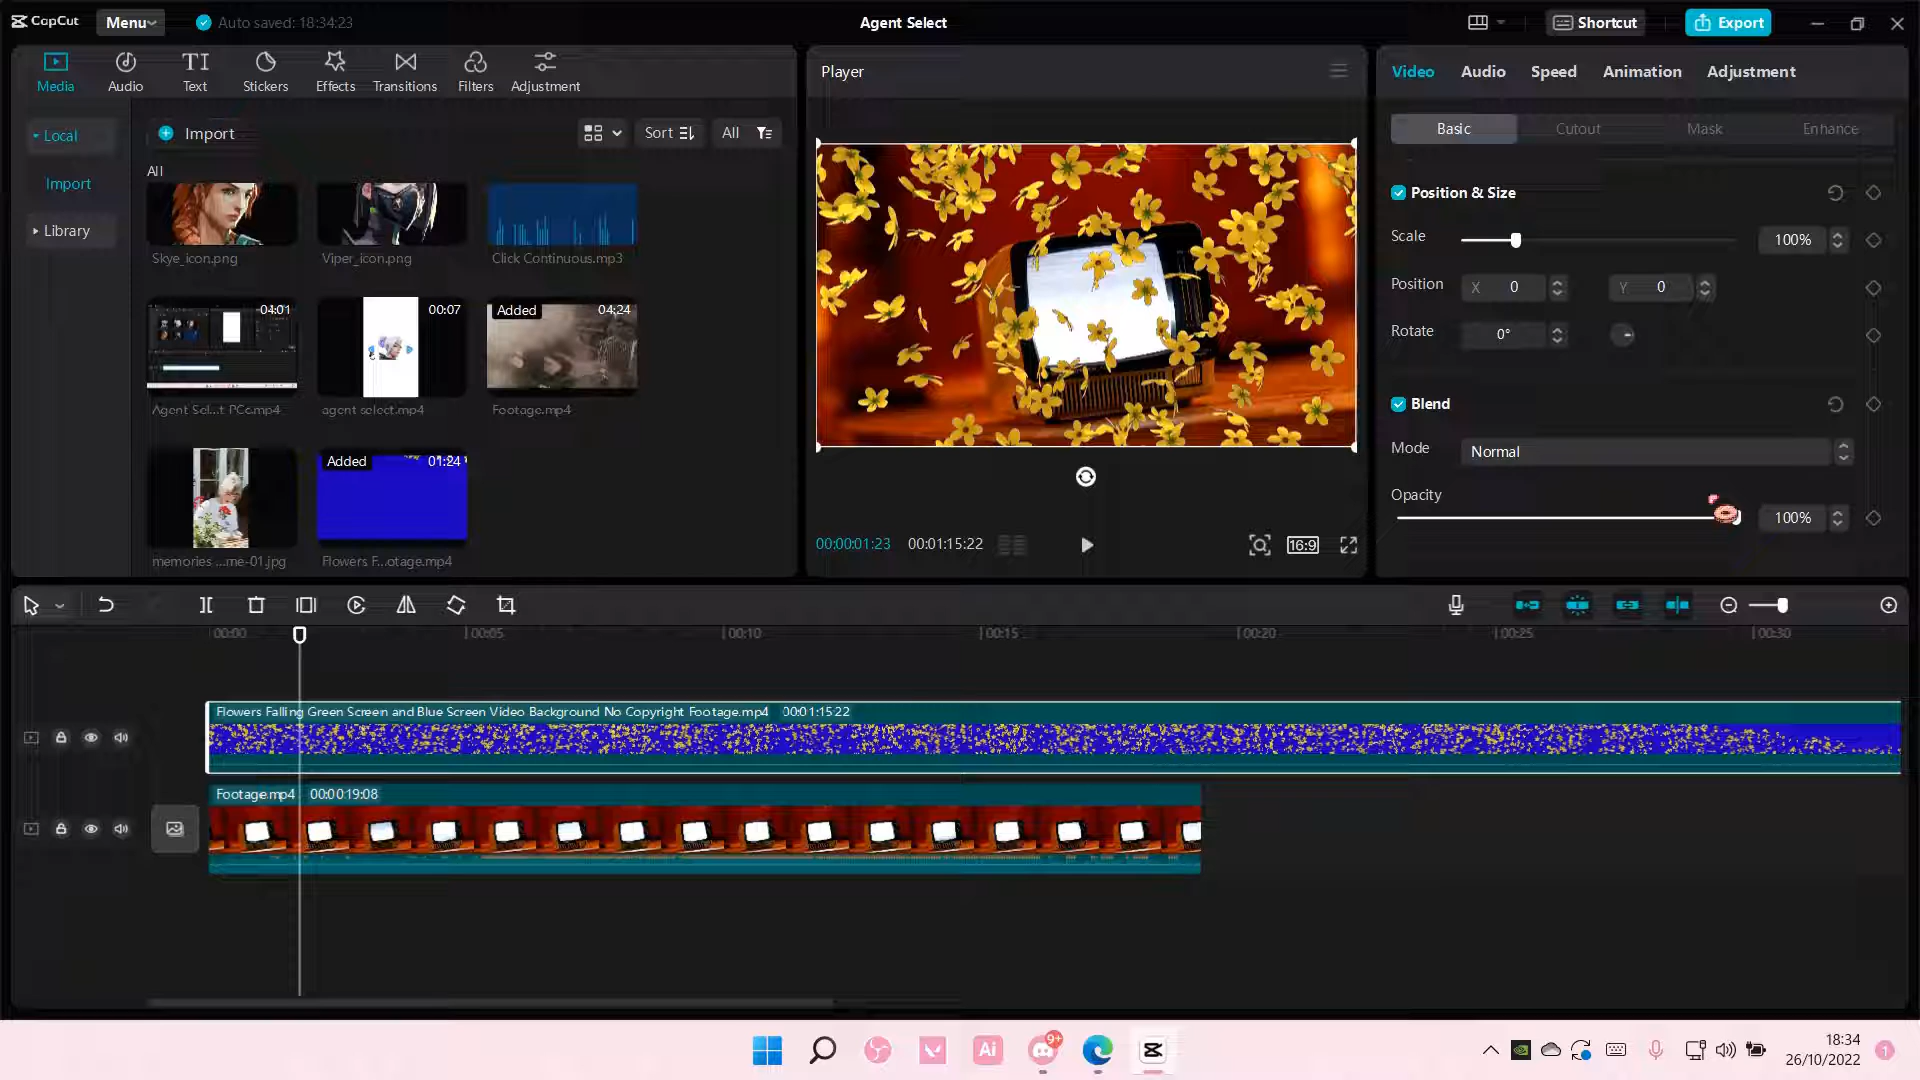 CapCut
Menu
Auto saved: 18:34:23
Agent Select
Shortcut
Export
Media
Audio
TI
Text
Stickers
Effects
Transitions
Filters
Adjustment
Local
Import
Library
Import
Sort
All
All
Skye_icon.png
Viper_icon.png
Click Continuous.mp3
04:01
00:07
Added
04:24
Agent Sel...t PCc.mp4
agent select.mp4
Footage.mp4
Added
01:24
memories ...me-01.jpg
Flowers F...otage.mp4
Player
00:00:01:23
00:01:15:22
16:9
Video
Audio
Speed
Animation
Adjustment
Basic
Cutout
Mask
Enhance
Position & Size
Scale
100%
Position
X 0
Y 0
Rotate
0°
Blend
Mode
Normal
Opacity
100%
00:00
00:05
00:10
00:15
00:20
00:25
00:30
Flowers Falling Green Screen and Blue Screen Video Background No Copyright Footage.mp4 00:01:15:22
Footage.mp4 00:00:19:08
Ai
9+
18:34
26/10/2022
1